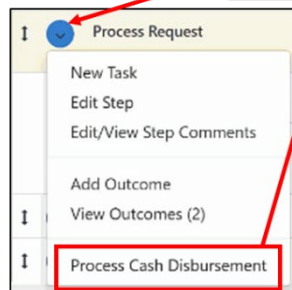 Process Request
New Task
Edit Step
Edit/View Step Comments
Add Outcome
View Outcomes (2)
Process Cash Disbursement